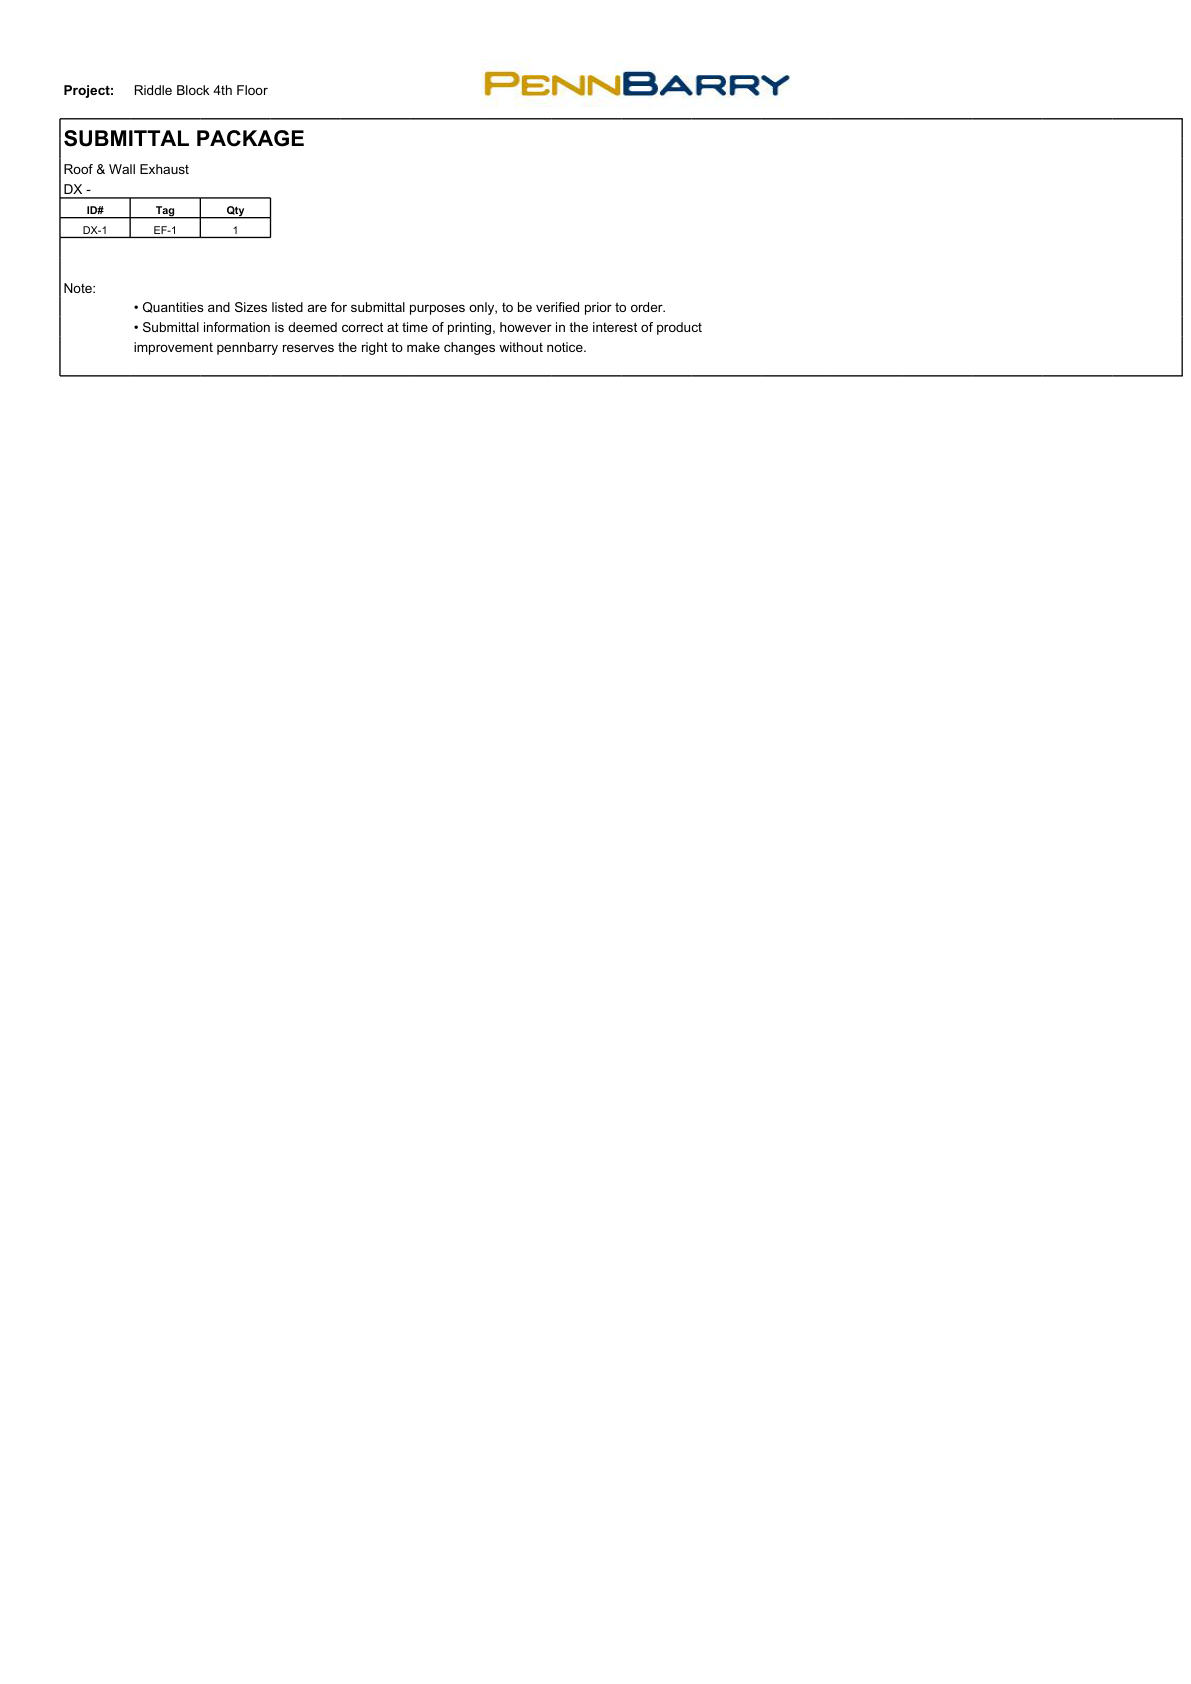 Project: Riddle Block 4th Floor
PENNBARRY
SUBMITTAL PACKAGE
Roof & Wall Exhaust
DX -
ID# Tag Qty
DX-1 EF-1 1
Note:
• Quantities and Sizes listed are for submittal purposes only, to be verified prior to order.
• Submittal information is deemed correct at time of printing, however in the interest of product
improvement pennbarry reserves the right to make changes without notice.